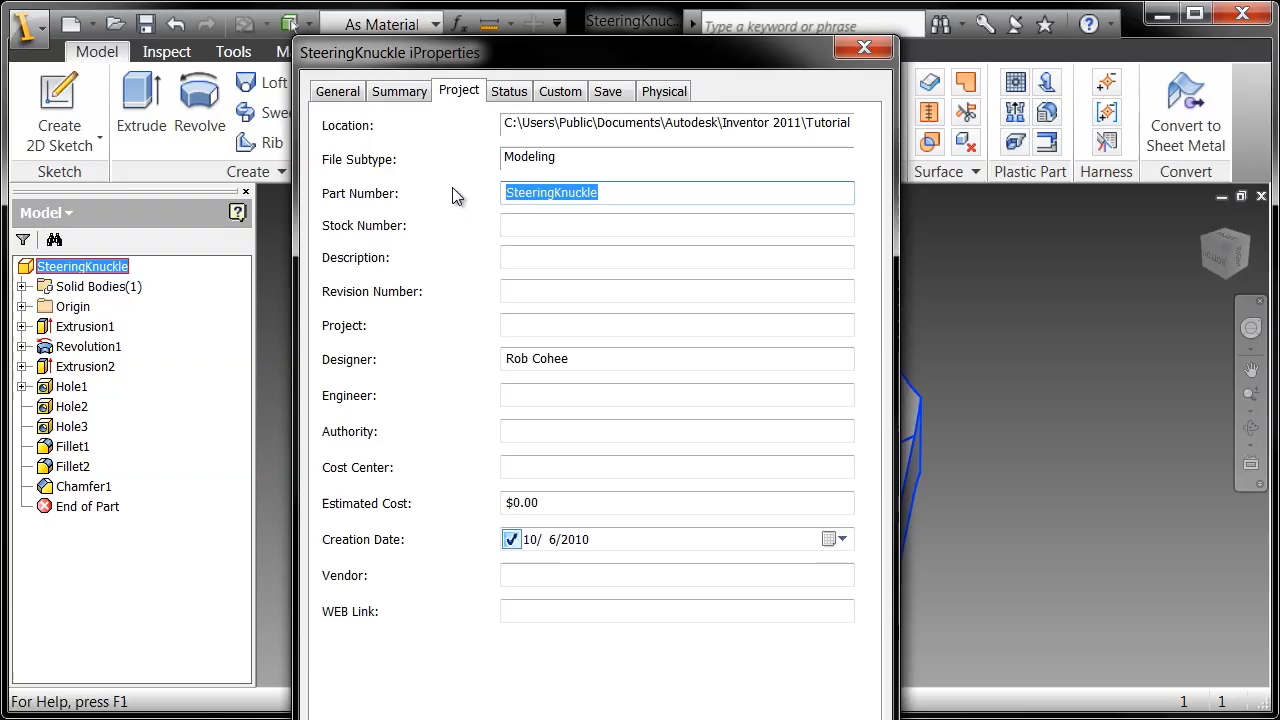 As Material
SteeringKnuc...
Type a keyword or phrase
Model
Inspect
Tools
M
SteeringKnuckle iProperties
Create
2D Sketch
Extrude
Revolve
Loft
Swee
Rib
Convert to
Sheet Metal
Sketch
Create
Surface
Plastic Part
Harness
Convert
General
Summary
Project
Status
Custom
Save
Physical
Location:
C:\Users\Public\Documents\Autodesk\Inventor 2011\Tutorial
File Subtype:
Modeling
Part Number:
SteeringKnuckle
Stock Number:
Description:
Revision Number:
Project:
Designer:
Rob Cohee
Engineer:
Authority:
Cost Center:
Estimated Cost:
$0.00
Creation Date:
10/ 6/2010
Vendor:
WEB Link:
Model
SteeringKnuckle
Solid Bodies(1)
Origin
Extrusion1
Revolution1
Extrusion2
Hole1
Hole2
Hole3
Fillet1
Fillet2
Chamfer1
End of Part
For Help, press F1
1
1